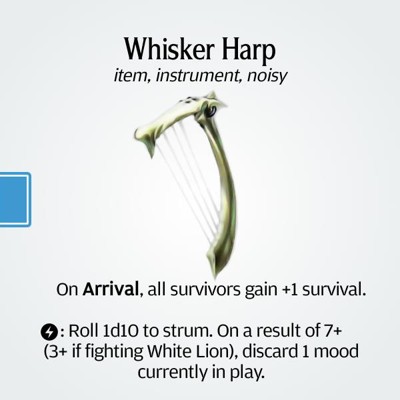 Whisker Harp
item, instrument, noisy
On Arrival, all survivors gain +1 survival.
: Roll 1d10 to strum. On a result of 7+
(3+ if fighting White Lion), discard 1 mood
currently in play.